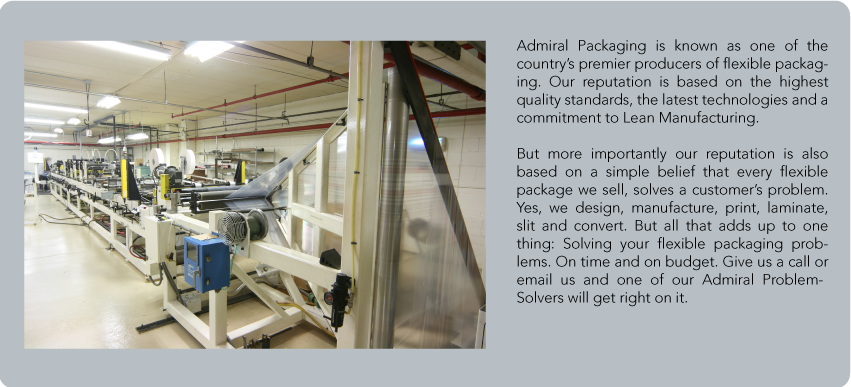 Admiral Packaging is known as one of the
country's premier producers of flexible packag-
ing. Our reputation is based on the highest
quality standards, the latest technologies and a
commitment to Lean Manufacturing.
But more importantly our reputation is also
based on a simple belief that every flexible
package we sell, solves a customer's problem.
Yes, we design, manufacture, print, laminate,
slit and convert. But all that adds up to one
thing: Solving your flexible packaging prob-
lems. On time and on budget. Give us a call or
email us and one of our Admiral Problem-
Solvers will get right on it.